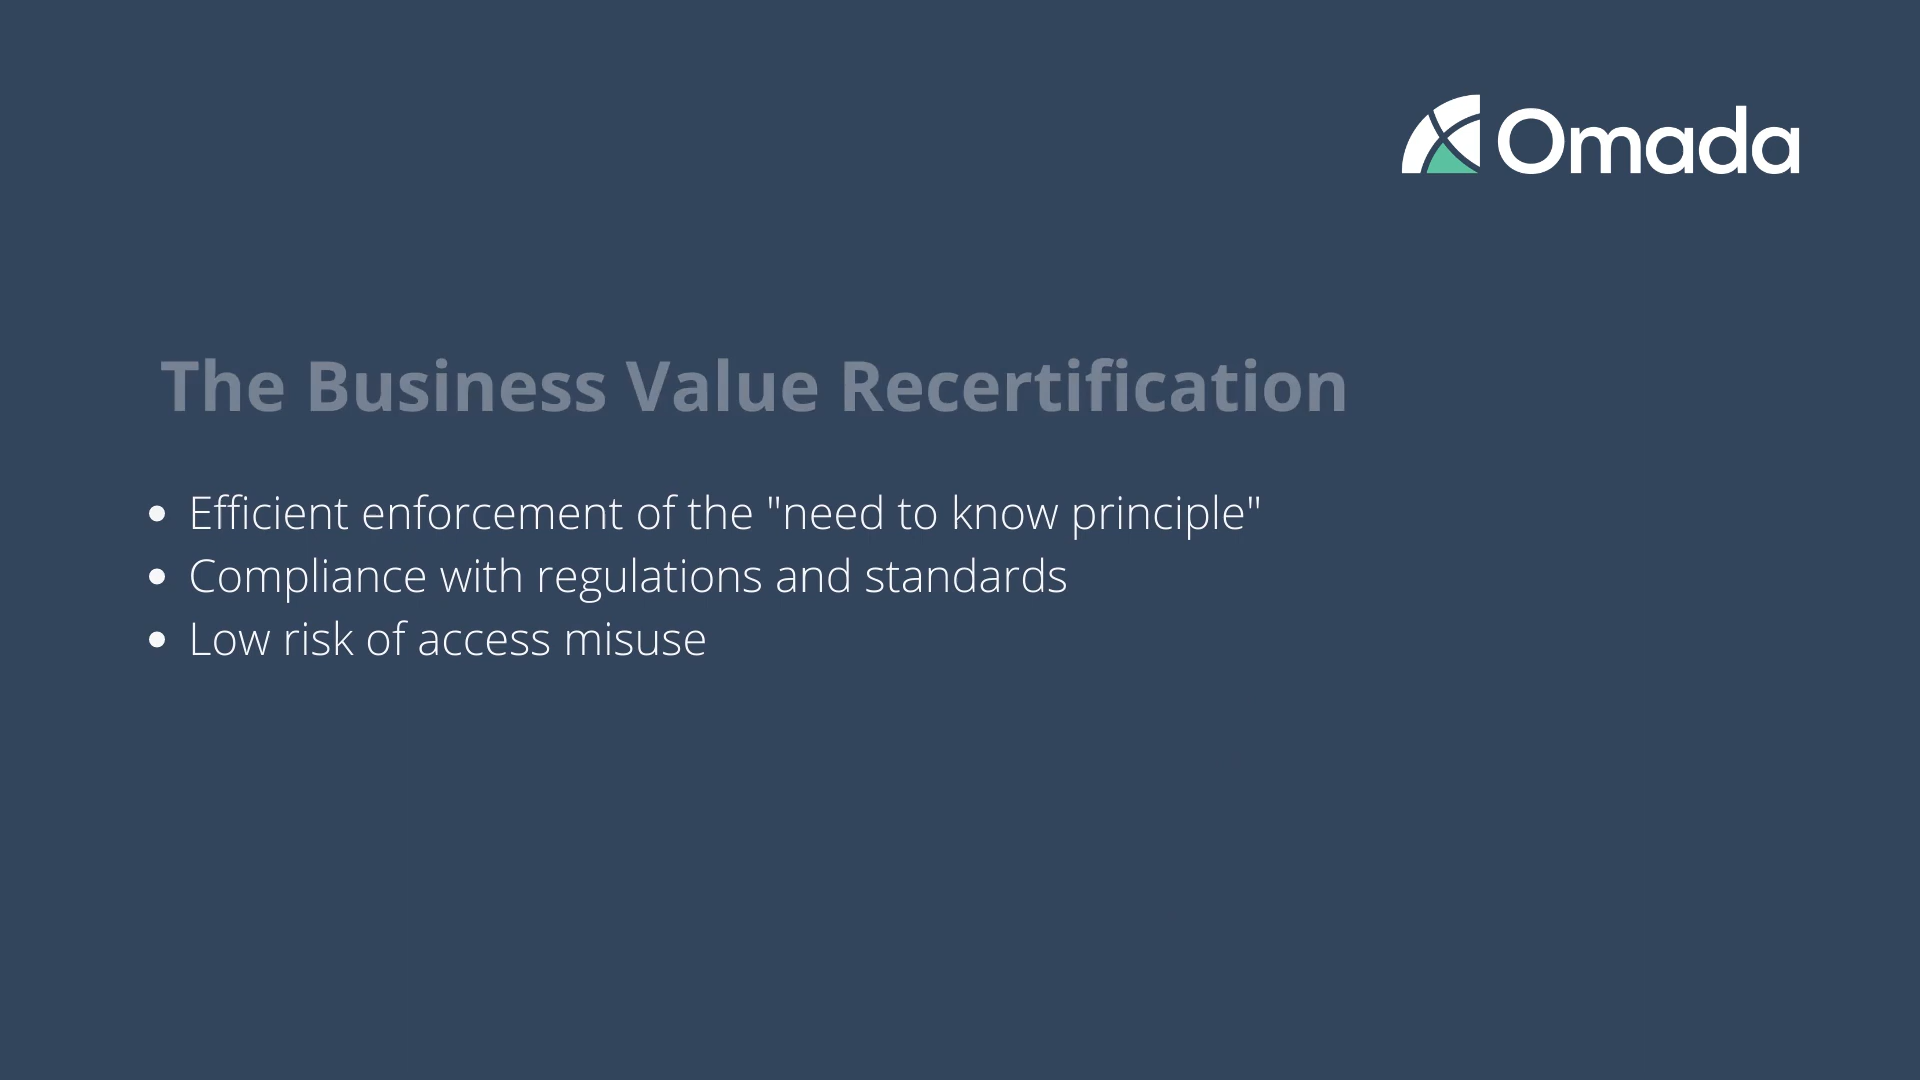 Omada
The Business Value Recertification
• Efficient enforcement of the "need to know principle"
• Compliance with regulations and standards
• Low risk of access misuse